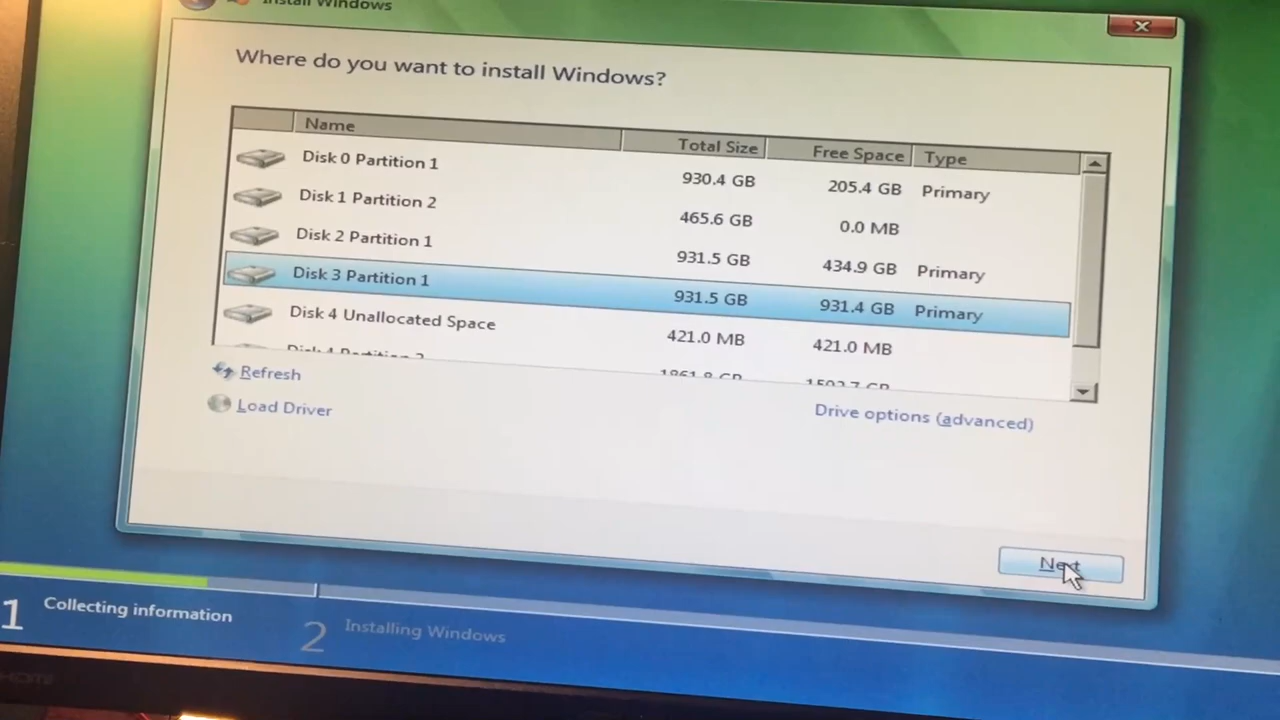 Install Windows
Where do you want to install Windows?
Name Total Size Free Space Type
Disk 0 Partition 1 930.4 GB 205.4 GB Primary
Disk 1 Partition 2 465.6 GB 0.0 MB
Disk 2 Partition 1 931.5 GB 434.9 GB Primary
Disk 3 Partition 1 931.5 GB 931.4 GB Primary
Disk 4 Unallocated Space 421.0 MB 421.0 MB
Refresh
Load Driver
Drive options (advanced)
Next
1 Collecting information
2 Installing Windows
HDMI